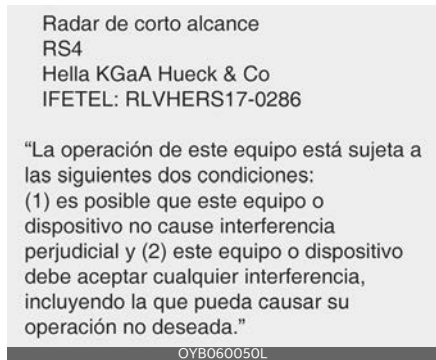 Radar de corto alcance
RS4
Hella KGaA Hueck & Co
IFETEL: RLVHERS17-0286
“La operación de este equipo está sujeta a
las siguientes dos condiciones:
(1) es posible que este equipo o
dispositivo no cause interferencia
perjudicial y (2) este equipo o dispositivo
debe aceptar cualquier interferencia,
incluyendo la que pueda causar su
operación no deseada.”
OYB060050L